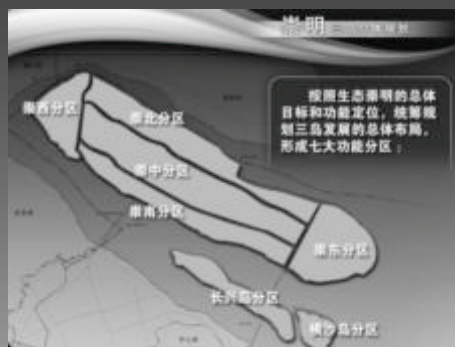 崇明
按照生态崇明的总体
目标和功能定位，统筹规
划三岛发展的总体布局，
形成七大功能分区：
崇西分区
崇北分区
崇中分区
崇南分区
崇东分区
长兴岛分区
横沙岛分区